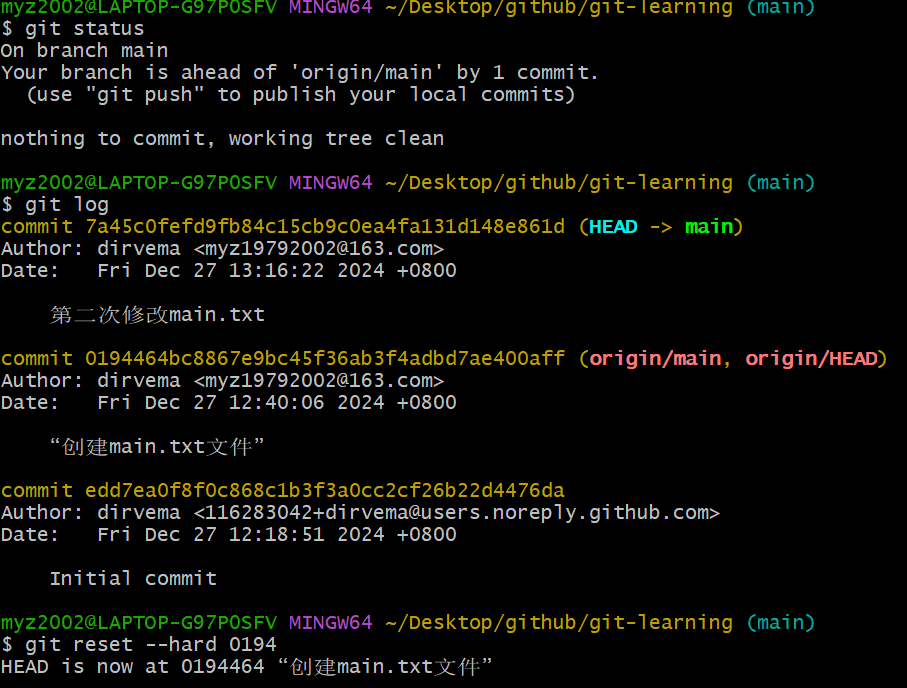 myz2002@LAPTOP-G97P0SFV MINGW64 ~/Desktop/github/git-learning (main)
$ git status
On branch main
Your branch is ahead of 'origin/main' by 1 commit.
  (use "git push" to publish your local commits)
nothing to commit, working tree clean
myz2002@LAPTOP-G97P0SFV MINGW64 ~/Desktop/github/git-learning (main)
$ git log
commit 7a45c0fefd9fb84c15cb9c0ea4fa131d148e861d (HEAD -> main)
Author: dirvema <myz19792002@163.com>
Date:   Fri Dec 27 13:16:22 2024 +0800
    第二次修改main.txt
commit 0194464bc8867e9bc45f36ab3f4adbd7ae400aff (origin/main, origin/HEAD)
Author: dirvema <myz19792002@163.com>
Date:   Fri Dec 27 12:40:06 2024 +0800
    “创建main.txt文件”
commit edd7ea0f8f0c868c1b3f3a0cc2cf26b22d4476da
Author: dirvema <116283042+dirvema@users.noreply.github.com>
Date:   Fri Dec 27 12:18:51 2024 +0800
    Initial commit
myz2002@LAPTOP-G97P0SFV MINGW64 ~/Desktop/github/git-learning (main)
$ git reset --hard 0194
HEAD is now at 0194464 “创建main.txt文件”